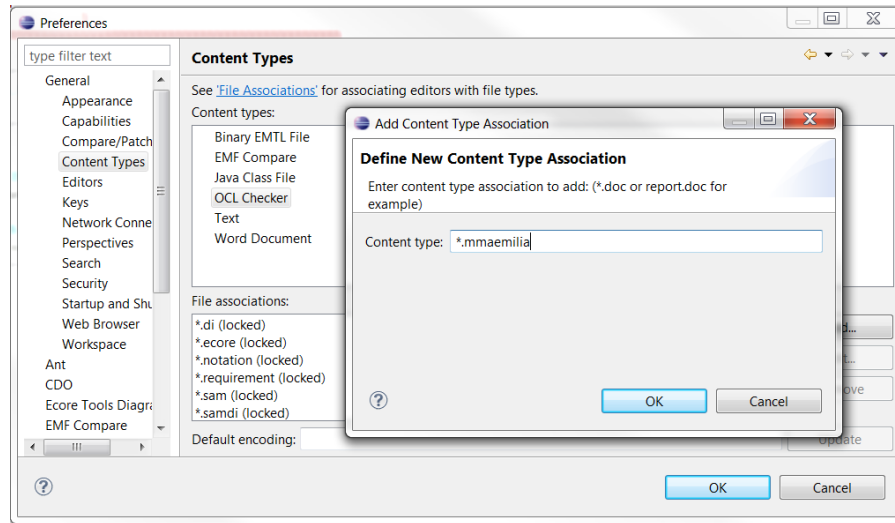 Preferences
type filter text
General
Appearance
Capabilities
Compare/Patch
Content Types
Editors
Keys
Network Conne
Perspectives
Search
Security
Startup and Shu
Web Browser
Workspace
Ant
CDO
Ecore Tools Diagra
EMF Compare
Content Types
See 'File Associations' for associating editors with file types.
Content types:
Binary EMTL File
EMF Compare
Java Class File
OCL Checker
Text
Word Document
File associations:
*.di (locked)
*.ecore (locked)
*.notation (locked)
*.requirement (locked)
*.sam (locked)
*.samdi (locked)
Default encoding:
Update
Add Content Type Association
Define New Content Type Association
Enter content type association to add: (*.doc or report.doc for
example)
Content type: *.mmaemilia
OK Cancel
OK Cancel